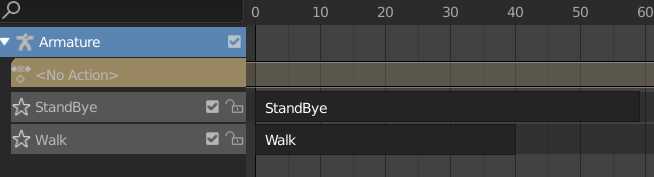 0 10 20 30 40 50 60
Armature
<No Action>
StandBye StandBye
Walk Walk